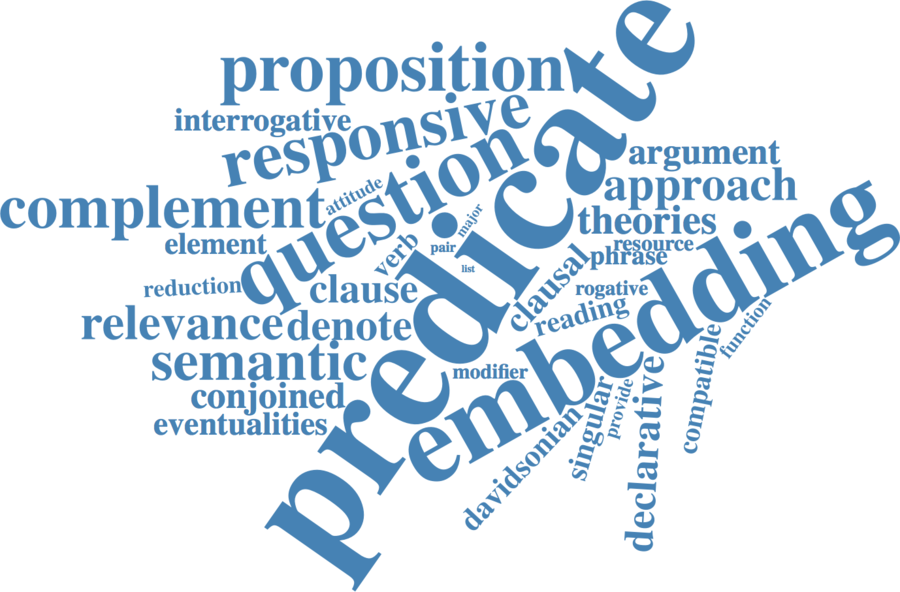 predicate
proposition
interrogative
responsive
question
argument
approach
complement
attitude
theories
element
verb
major
pair
resource
phrase
list
clausal
embedding
reduction
clause
rogative
reading
relevance
denote
function
compatible
semantic
modifier
conjoined
singular
provide
declarative
eventualities
davidsonian